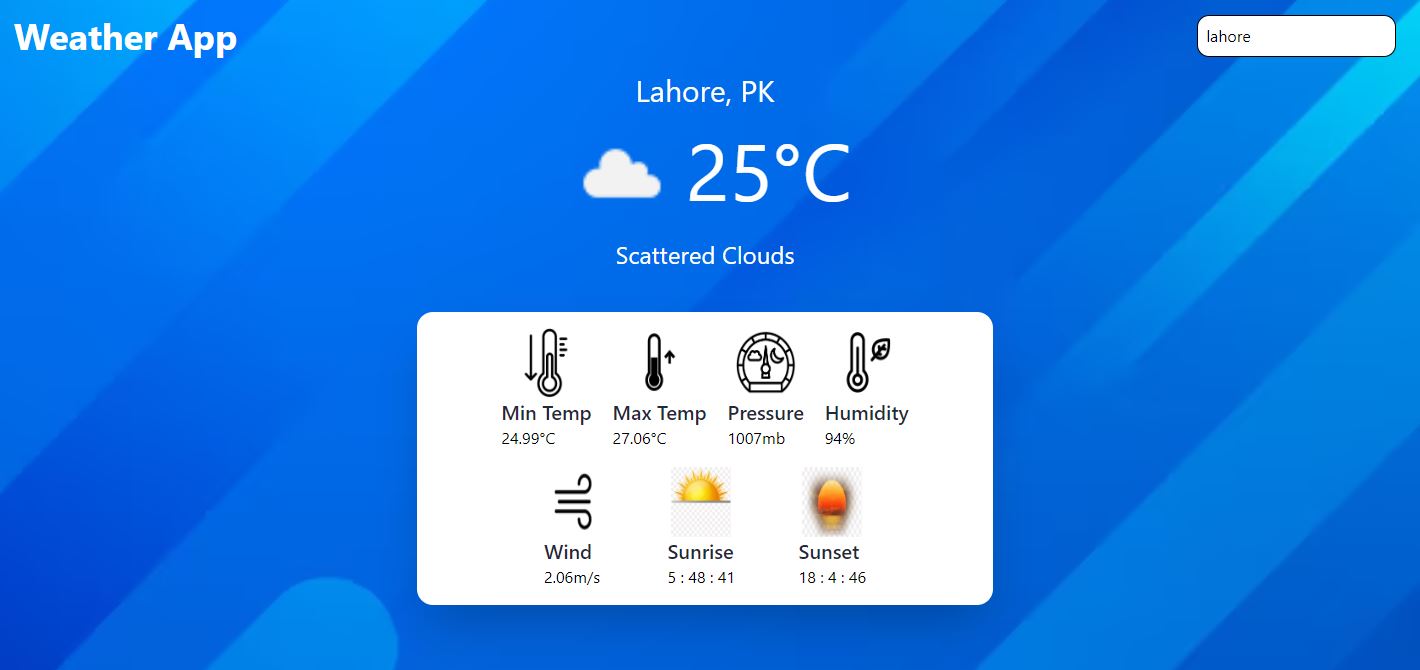 Weather App
lahore
Lahore, PK
25°C
Scattered Clouds
Min Temp Max Temp Pressure Humidity
24.99°C 27.06°C 1007mb 94%
Wind Sunrise Sunset
2.06m/s 5 : 48 : 41 18 : 4 : 46